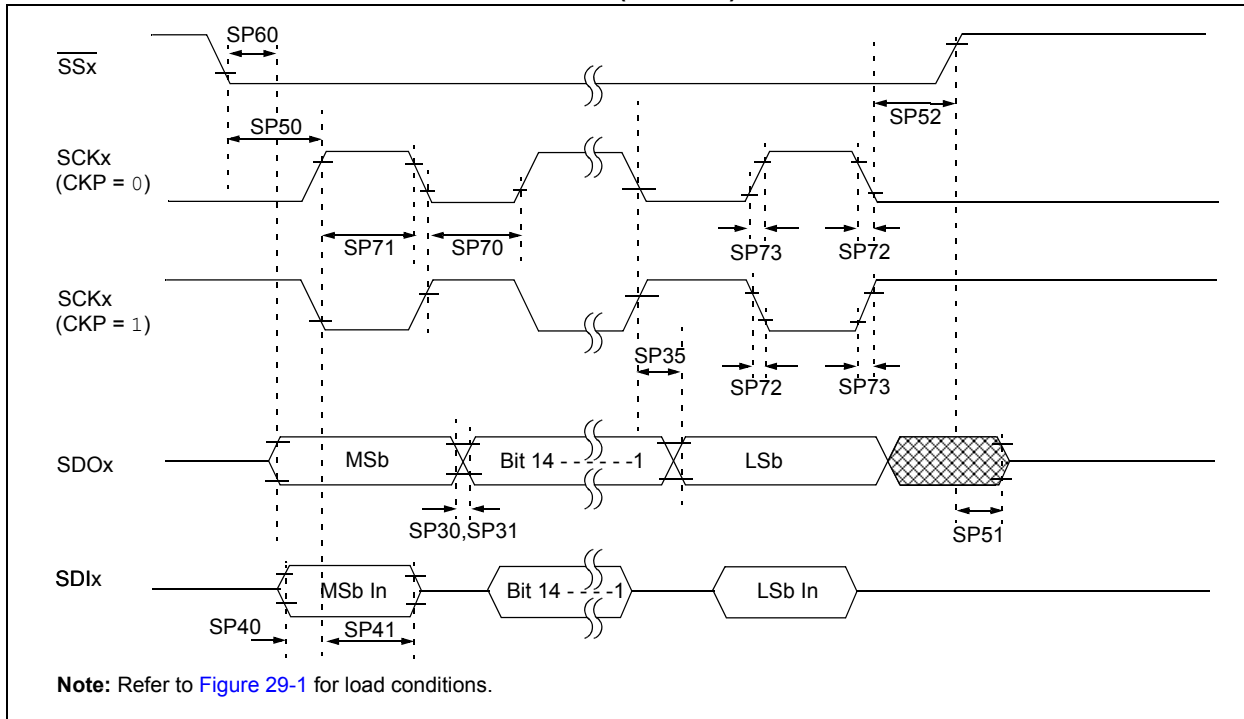 SP60
SSx
SP50
SP52
SCKx
(CKP = 0)
SP71
SP70
SP73
SP72
SCKx
(CKP = 1)
SP35
SP72
SP73
SDOx
MSb
Bit 14 - - - - - -1
LSb
SP30,SP31
SP51
SDIx
MSb In
Bit 14 - - - -1
LSb In
SP40
SP41
Note: Refer to Figure 29-1 for load conditions.